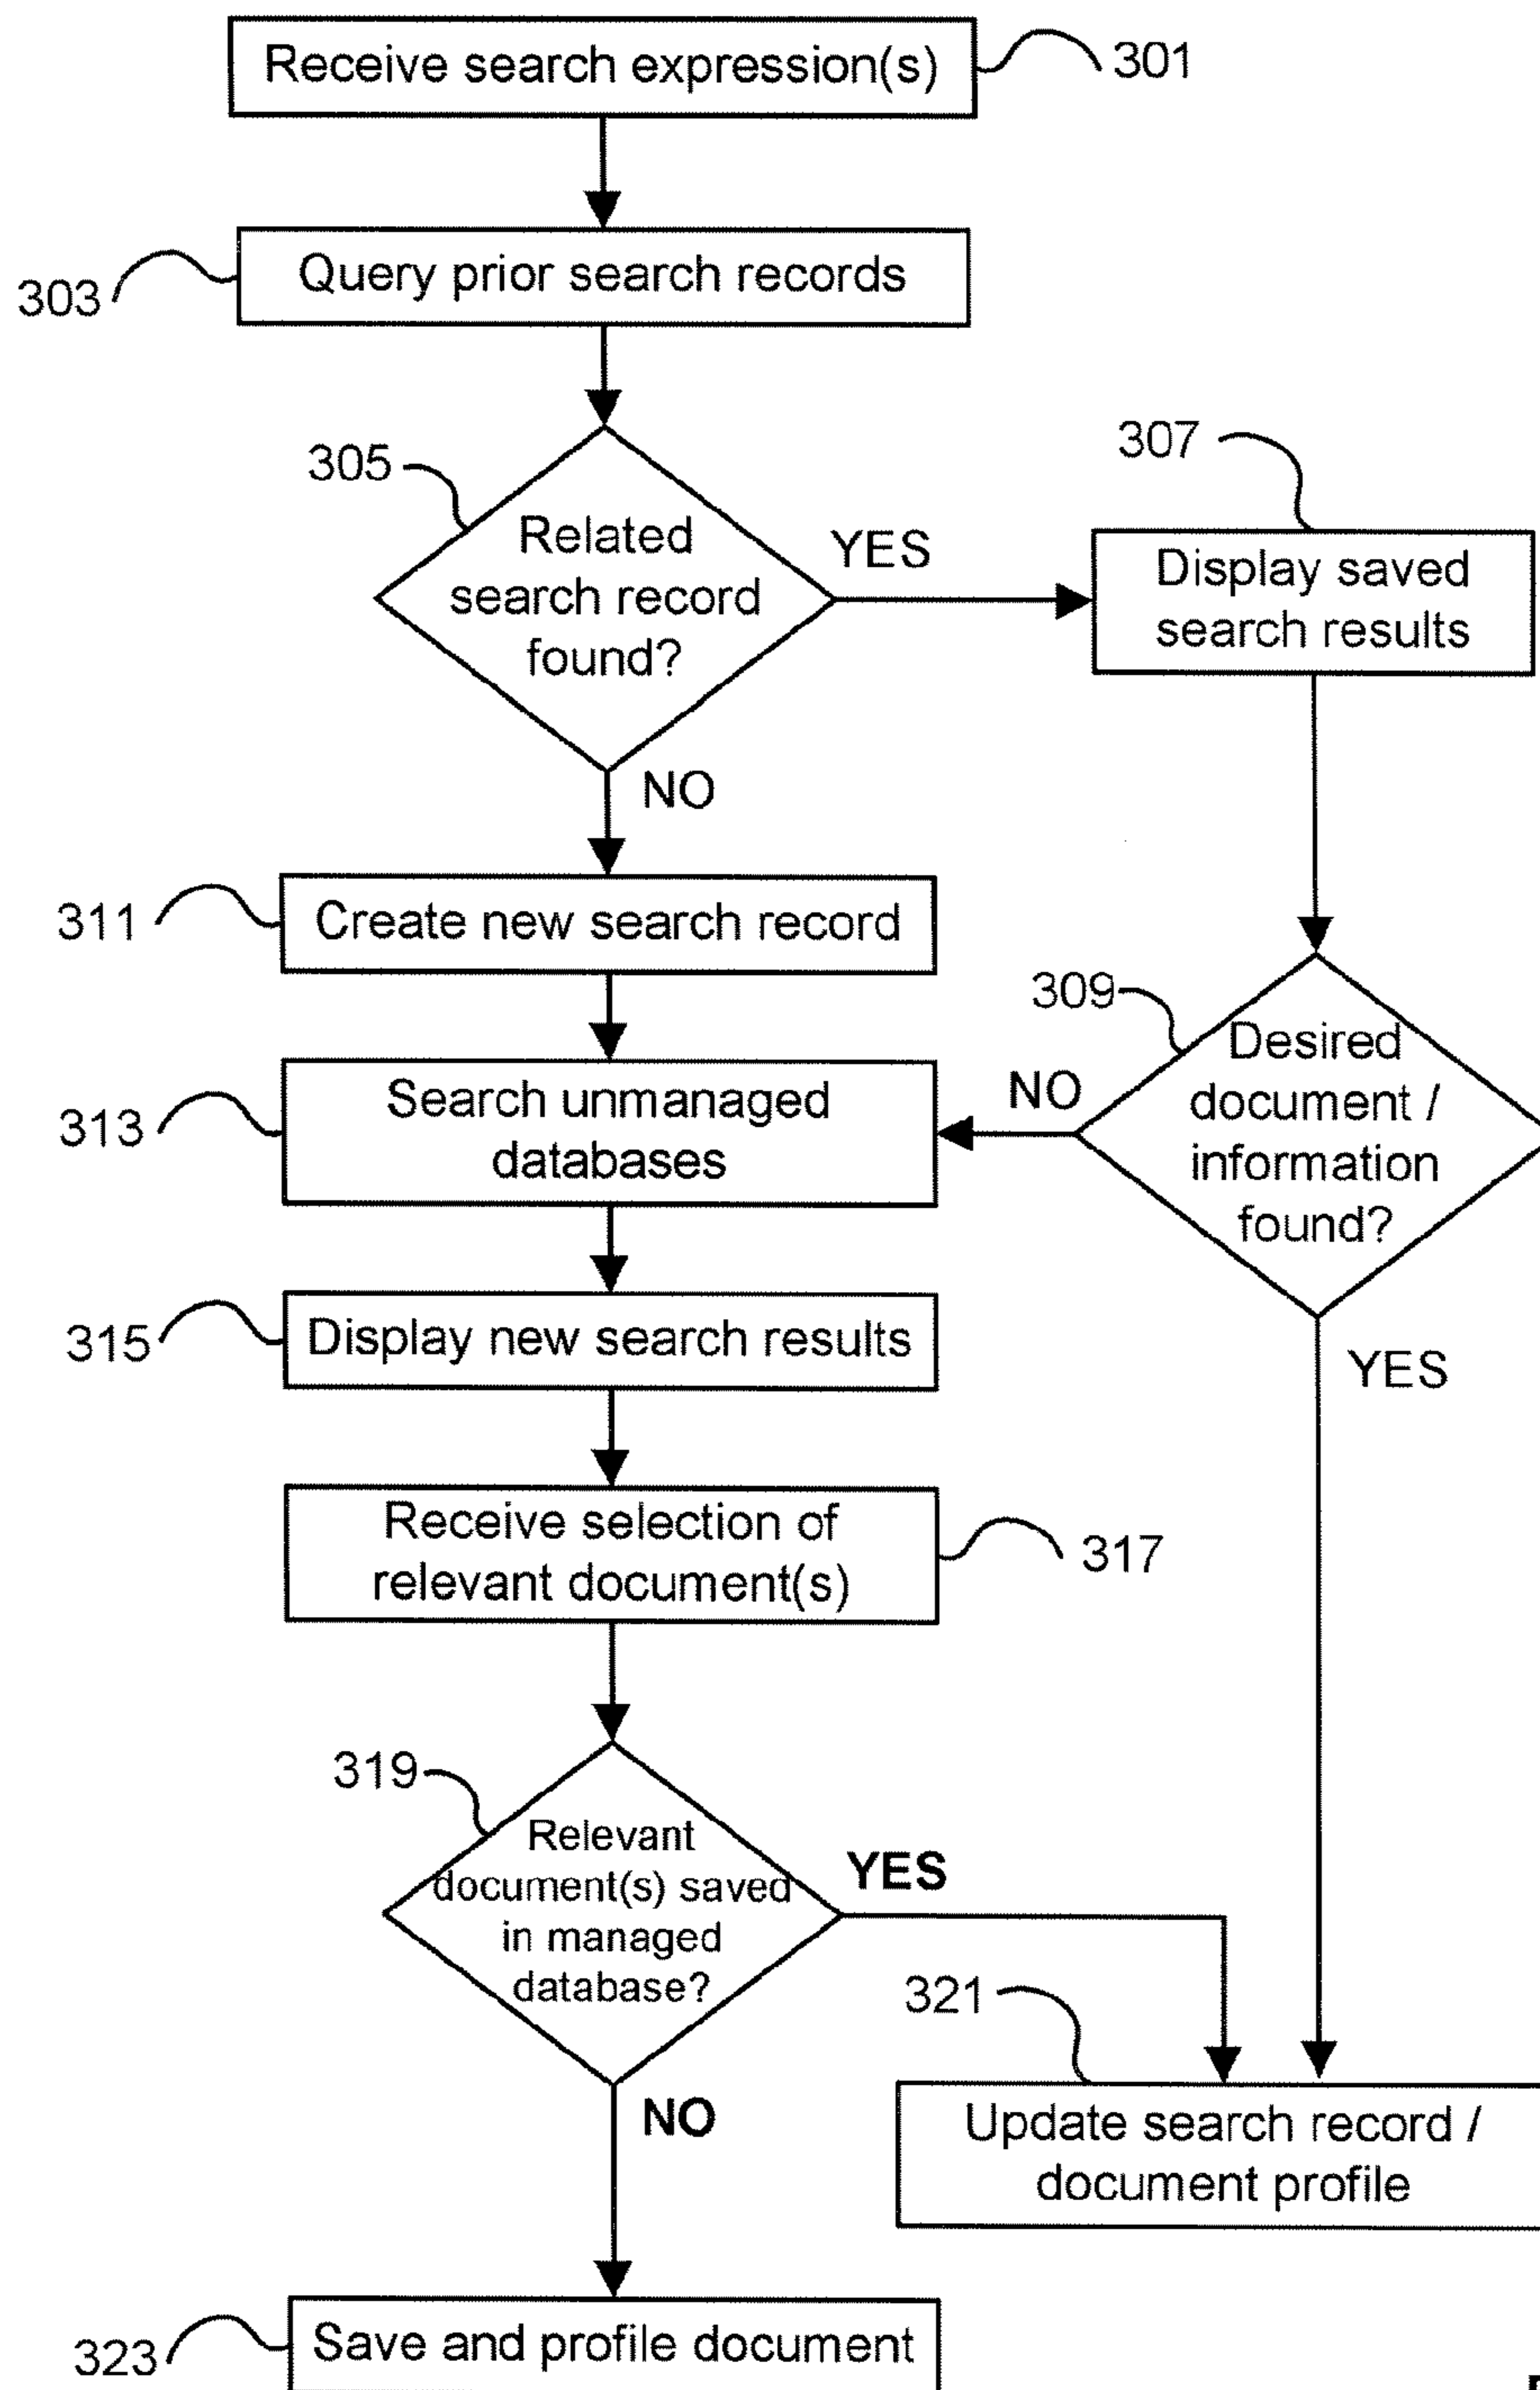 Receive search expression(s)
301
Query prior search records
303
305
Related
search record
found?
YES
307
Display saved
search results
NO
311
Create new search record
309
Desired
document /
information
found?
NO
313
Search unmanaged
databases
315
Display new search results
YES
Receive selection of
relevant document(s)
317
319
Relevant
document(s) saved
in managed
database?
YES
321
Update search record /
document profile
NO
323
Save and profile document